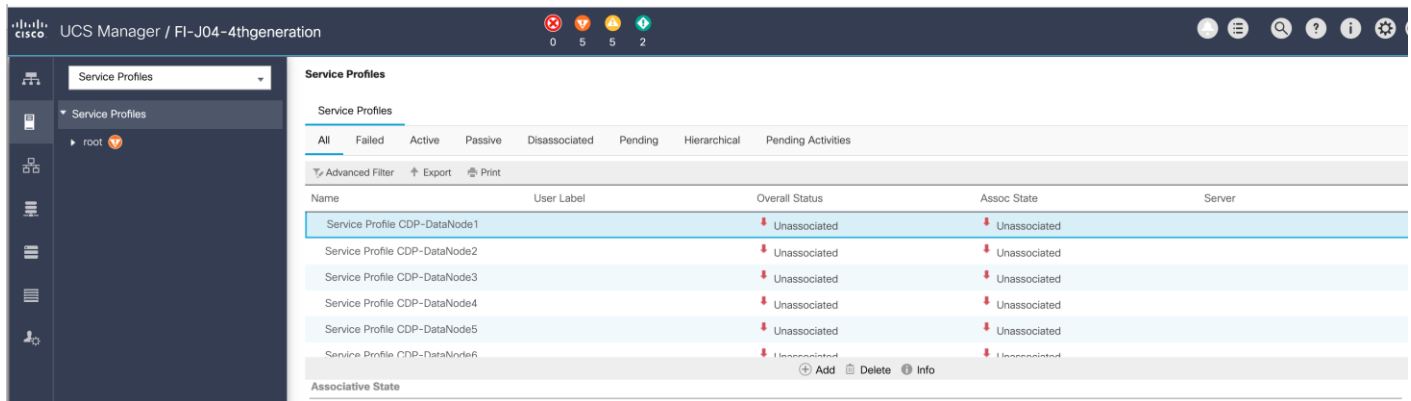 CISCO UCS Manager / FI-J04-4thgeneration
0 5 5 2
Service Profiles
Service Profiles
root
Service Profiles
Service Profiles
All Failed Active Passive Disassociated Pending Hierarchical Pending Activities
Advanced Filter Export Print
Name User Label Overall Status Assoc State Server
Service Profile CDP-DataNode1 Unassociated Unassociated
Service Profile CDP-DataNode2 Unassociated Unassociated
Service Profile CDP-DataNode3 Unassociated Unassociated
Service Profile CDP-DataNode4 Unassociated Unassociated
Service Profile CDP-DataNode5 Unassociated Unassociated
Service Profile CDP-DataNode6 Unassociated Unassociated
Add Delete Info
Associative State